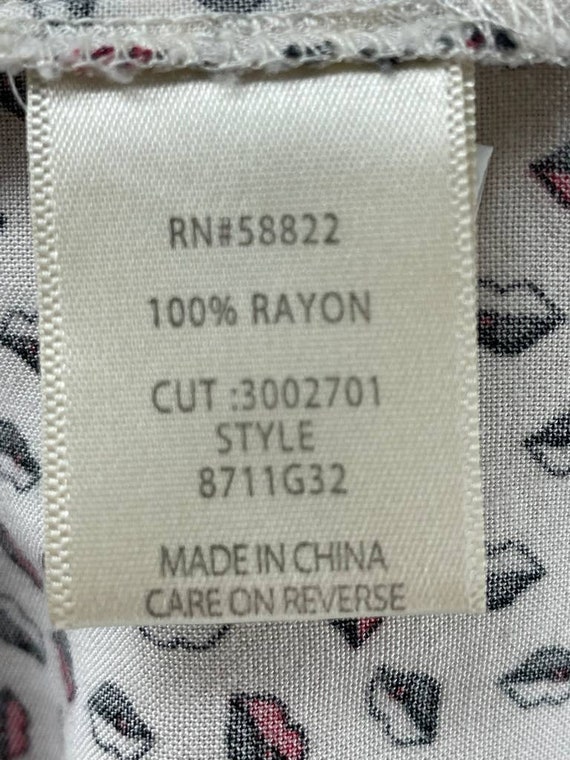 RN#58822
100% RAYON
CUT :3002701
STYLE
8711G32
MADE IN CHINA
CARE ON REVERSE